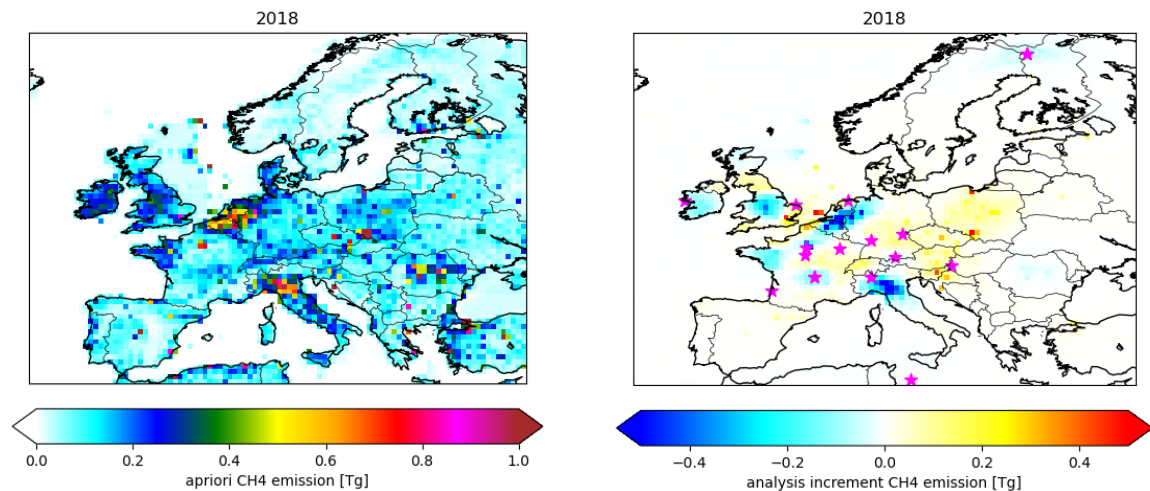 2018
2018
0.0 0.2 0.4 0.6 0.8 1.0
apriori CH4 emission [Tg]
−0.4 −0.2 0.0 0.2 0.4
analysis increment CH4 emission [Tg]